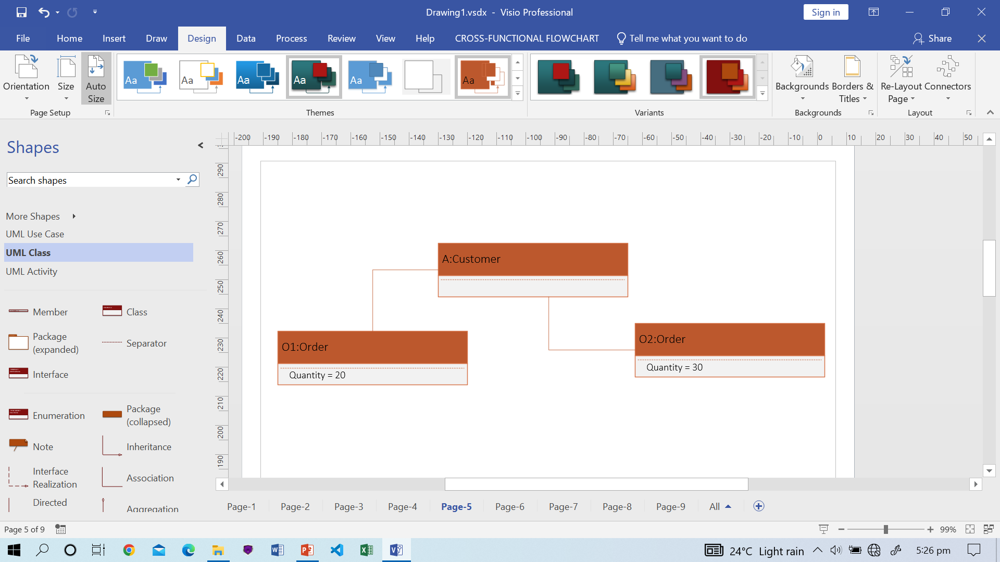 Drawing1.vsdx - Visio Professional
Sign in
File Home Insert Draw Design Data Process Review View Help CROSS-FUNCTIONAL FLOWCHART Tell me what you want to do Share
Orientation Size Auto Size
Page Setup
Aa Aa Aa Aa Aa Aa
Themes
Variants
Backgrounds Borders & Titles
Backgrounds
Re-Layout Page Connectors
Layout
Shapes
Search shapes
More Shapes
UML Use Case
UML Class
UML Activity
Member
Class
Package (expanded)
Separator
Interface
Enumeration
Package (collapsed)
Note
Inheritance
Interface Realization
Association
Directed
Aggregation
-200 -190 -180 -170 -160 -150 -140 -130 -120 -110 -100 -90 -80 -70 -60 -50 -40 -30 -20 -10 0 10 20 30 40 50
290
280
270
260
250
240
230
220
210
200
190
A:Customer
O1:Order
Quantity = 20
O2:Order
Quantity = 30
Page-1 Page-2 Page-3 Page-4 Page-5 Page-6 Page-7 Page-8 Page-9 All
Page 5 of 9
99%
24°C Light rain
5:26 pm